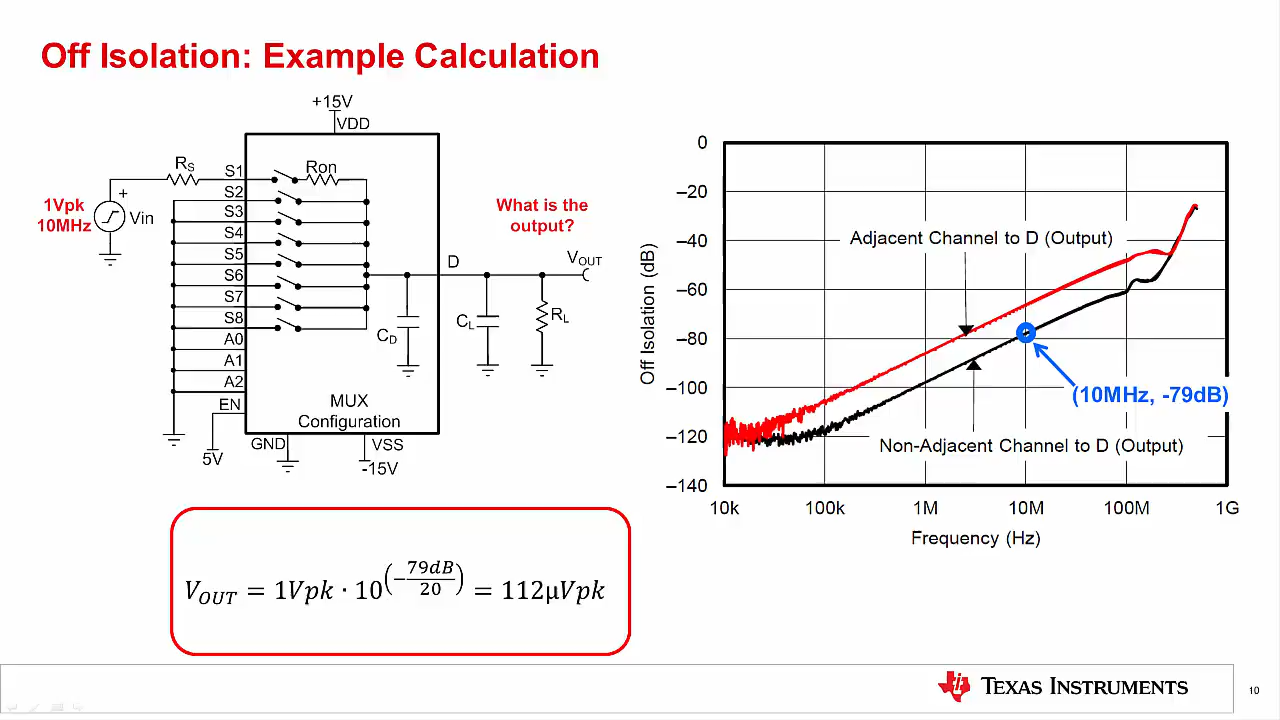 Off Isolation: Example Calculation
+15V
VDD
RS
S1
Ron
S2
S3
S4
S5
S6
S7
S8
A0
A1
A2
EN
1Vpk
10MHz
+
Vin
What is the
output?
D
VOUT
CD
CL
RL
MUX
Configuration
GND
VSS
5V
-15V
0
–20
–40
–60
–80
–100
–120
–140
Off Isolation (dB)
Adjacent Channel to D (Output)
(10MHz, -79dB)
Non-Adjacent Channel to D (Output)
10k
100k
1M
10M
100M
1G
Frequency (Hz)
VOUT = 1Vpk · 10^(−79dB/20) = 112μVpk
TEXAS INSTRUMENTS
10